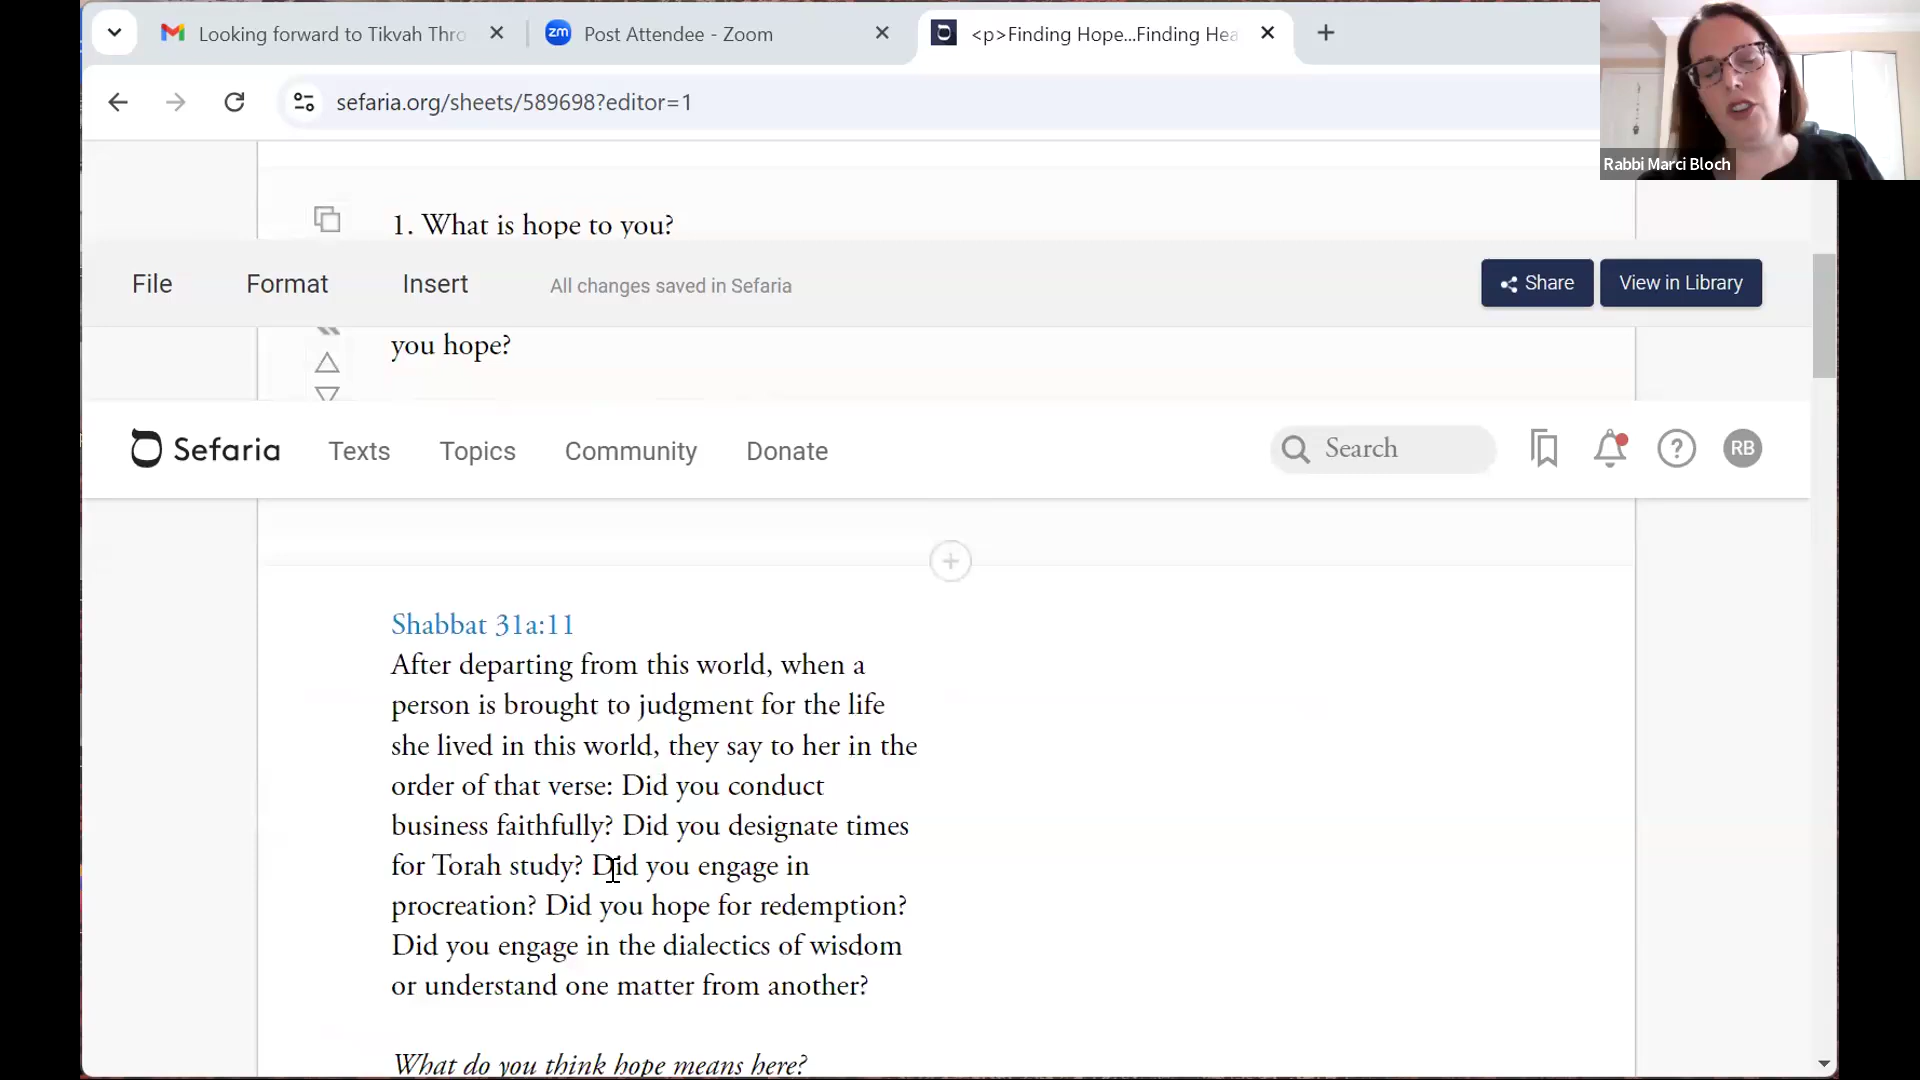 Looking forward to Tikvah Thro
Post Attendee - Zoom
<p>Finding Hope...Finding Hea
zm
sefaria.org/sheets/589698?editor=1
Rabbi Marci Bloch
1. What is hope to you?
File
Format
Insert
All changes saved in Sefaria
Share
View in Library
you hope?
Sefaria
Texts
Topics
Community
Donate
Search
RB
Shabbat 31a:11
After departing from this world, when a
person is brought to judgment for the life
she lived in this world, they say to her in the
order of that verse: Did you conduct
business faithfully? Did you designate times
for Torah study? Did you engage in
procreation? Did you hope for redemption?
Did you engage in the dialectics of wisdom
or understand one matter from another?
What do you think hope means here?